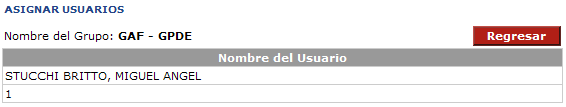 ASIGNAR USUARIOS
Nombre del Grupo: GAF - GPDE
Regresar
Nombre del Usuario
STUCCHI BRITTO, MIGUEL ANGEL
1